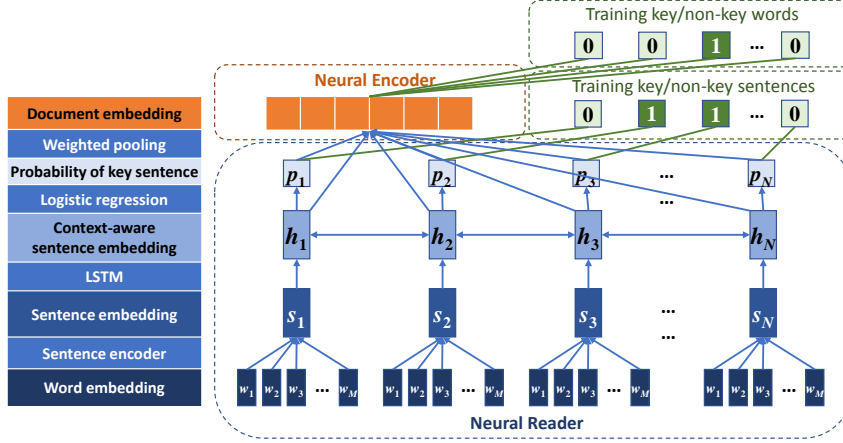 Training key/non-key words
0 0 1 ... 0
Neural Encoder
Training key/non-key sentences
0 1 1 ... 0
Document embedding
Weighted pooling
Probability of key sentence
Logistic regression
Context-aware
sentence embedding
LSTM
Sentence embedding
Sentence encoder
Word embedding
p1 p2 p3 ... pN
...
h1 h2 h3 hN
s1 s2 s3 ... sN
...
w1 w2 w3 ... wM w1 w2 w3 ... wM w1 w2 w3 ... wM w1 w2 w3 ... wM
Neural Reader